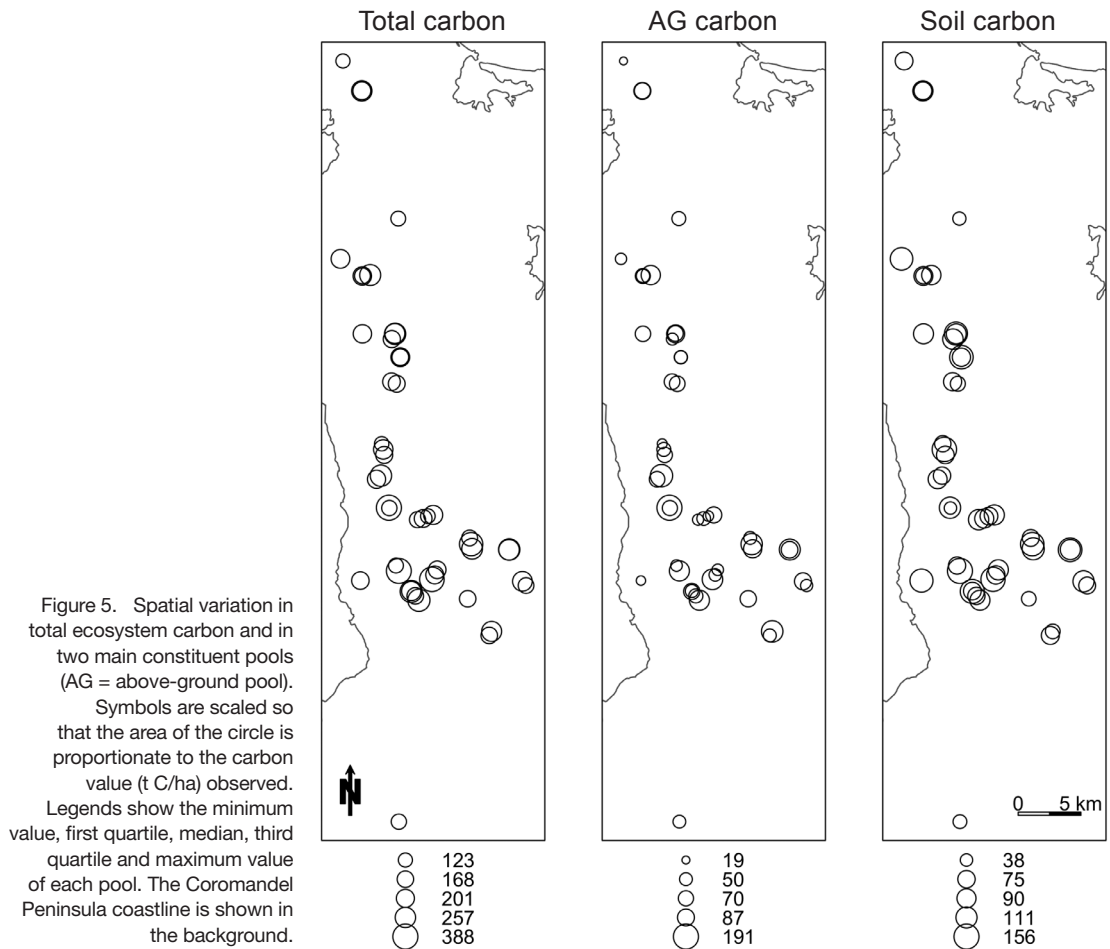 Total carbon
AG carbon
Soil carbon
N
0 5 km
Figure 5. Spatial variation in
total ecosystem carbon and in
two main constituent pools
(AG = above-ground pool).
Symbols are scaled so
that the area of the circle is
proportionate to the carbon
value (t C/ha) observed.
Legends show the minimum
value, first quartile, median, third
quartile and maximum value
of each pool. The Coromandel
Peninsula coastline is shown in
the background.
123
168
201
257
388
19
50
70
87
191
38
75
90
111
156